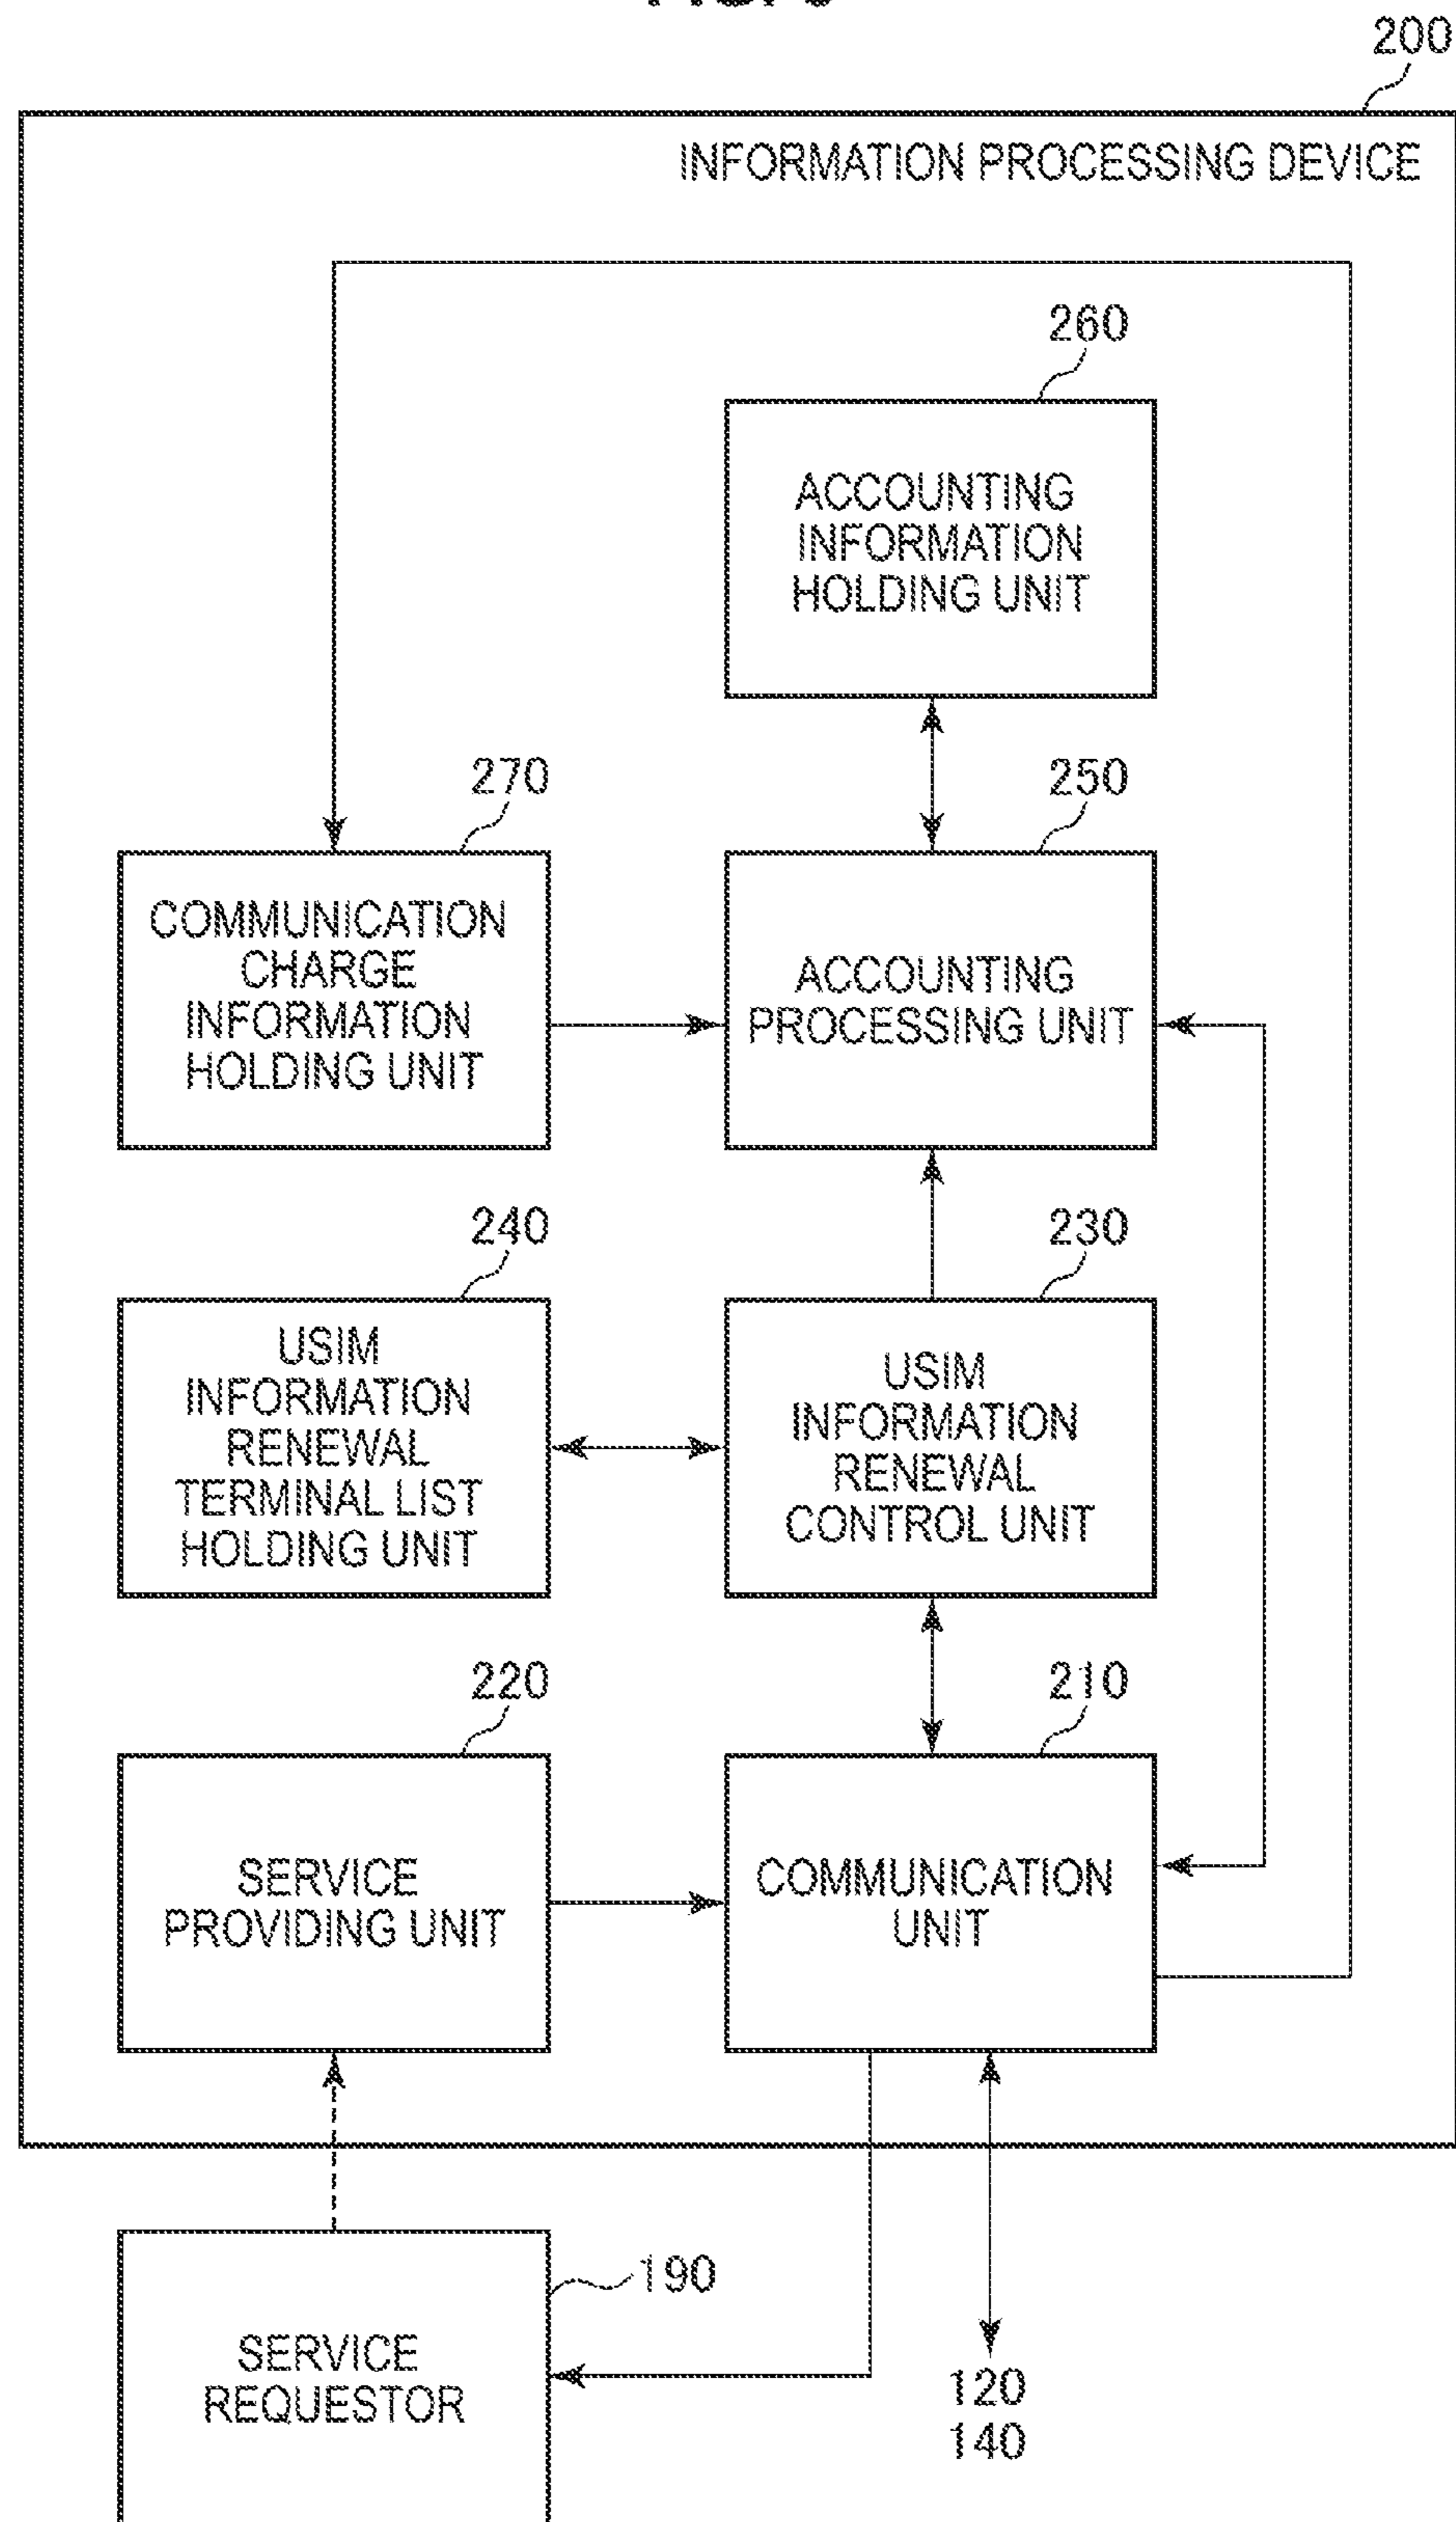 200
INFORMATION PROCESSING DEVICE
260
ACCOUNTING
INFORMATION
HOLDING UNIT
270
COMMUNICATION
CHARGE
INFORMATION
HOLDING UNIT
250
ACCOUNTING
PROCESSING UNIT
240
USIM
INFORMATION
RENEWAL
TERMINAL LIST
HOLDING UNIT
230
USIM
INFORMATION
RENEWAL
CONTROL UNIT
220
SERVICE
PROVIDING UNIT
210
COMMUNICATION
UNIT
190
SERVICE
REQUESTOR
120
140